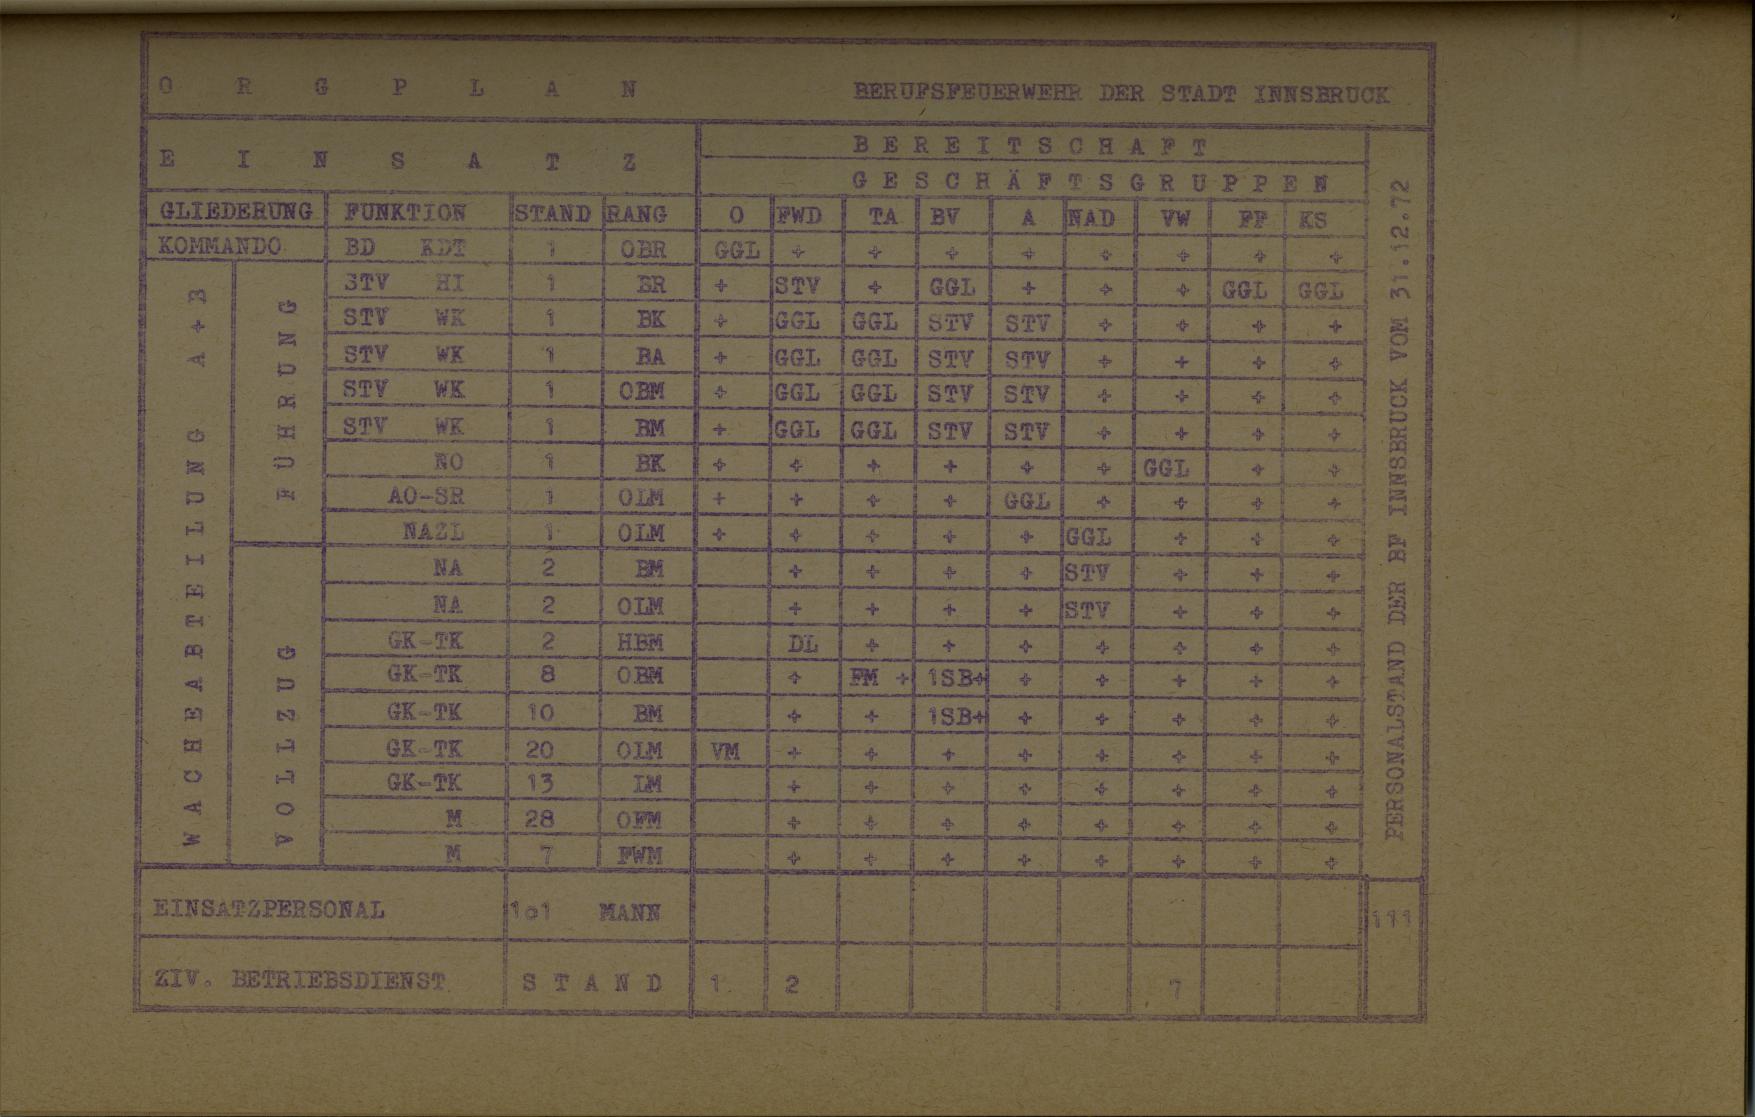 O R G P L A N BERUFSFEUERWEHR DER STADT INNSBRUCK
E I N S A T Z B E R E I T S C H A F T
G E S C H Ä F T S G R U P P E N
GLIEDERUNG FUNKTION STAND RANG O FWD TA BV A NAD VW FF KS
KOMMANDO BD KDT 1 OBR GGL + + + + + + + +
WACHEABTEILUNG A+B
FÜHRUNG
STV HI 1 BR + STV + GGL + + + GGL GGL
STV WK 1 BK + GGL GGL STV STV + + + +
STV WK 1 BA + GGL GGL STV STV + + + +
STV WK 1 OBM + GGL GGL STV STV + + + +
STV WK 1 BM + GGL GGL STV STV + + + +
NO 1 BK + + + + + + GGL + +
AO-SR 1 OLM + + + + GGL + + + +
NAZL 1 OLM + + + + + GGL + + +
VOLLZUG
NA 2 BM + + + + STV + + +
NA 2 OLM + + + + STV + + +
GK-TK 2 HBM DL + + + + + + +
GK-TK 8 OBM + FM + 1SB+ + + + + +
GK-TK 10 BM + + 1SB+ + + + + +
GK-TK 20 OLM VM + + + + + + + +
GK-TK 13 LM + + + + + + + +
M 28 OFM + + + + + + + +
M 7 FWM + + + + + + + +
EINSATZPERSONAL 1o1 MANN
ZIV. BETRIEBSDIENST S T A N D 1 2 7
PERSONALSTAND DER BF INNSBRUCK VOM 31.12.72
111